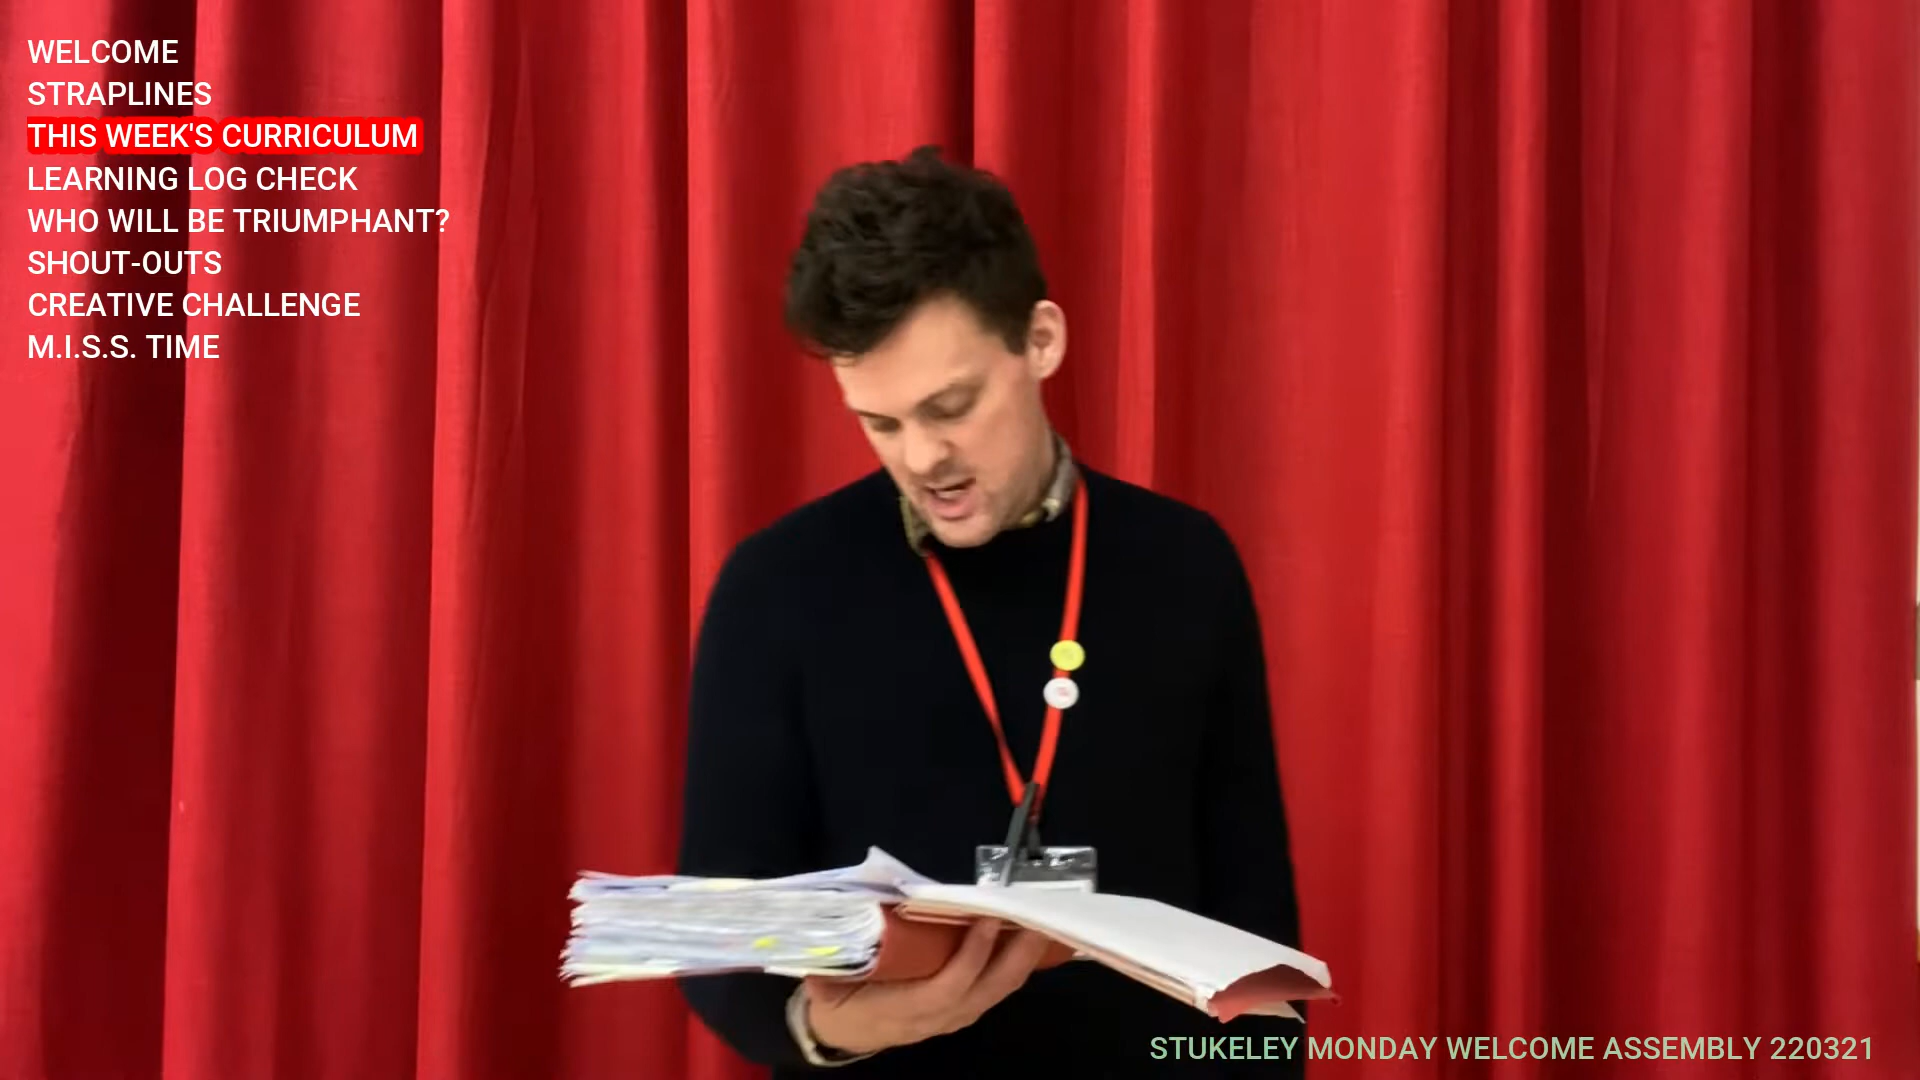 WELCOME
STRAPLINES
THIS WEEK'S CURRICULUM
LEARNING LOG CHECK
WHO WILL BE TRIUMPHANT?
SHOUT-OUTS
CREATIVE CHALLENGE
M.I.S.S. TIME
STUKELEY MONDAY WELCOME ASSEMBLY 220321